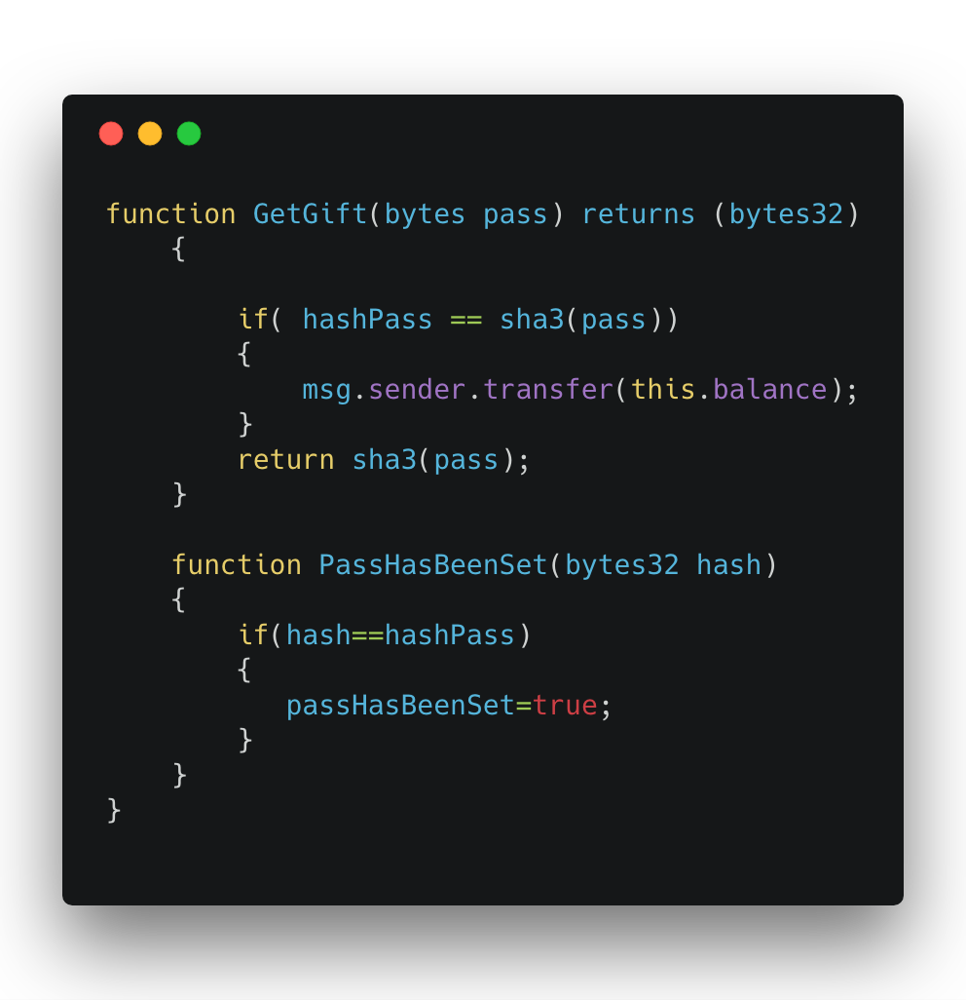 function GetGift(bytes pass) returns (bytes32)
    {

        if( hashPass == sha3(pass))
        {
            msg.sender.transfer(this.balance);
        }
        return sha3(pass);
    }

    function PassHasBeenSet(bytes32 hash)
    {
        if(hash==hashPass)
        {
           passHasBeenSet=true;
        }
    }
}